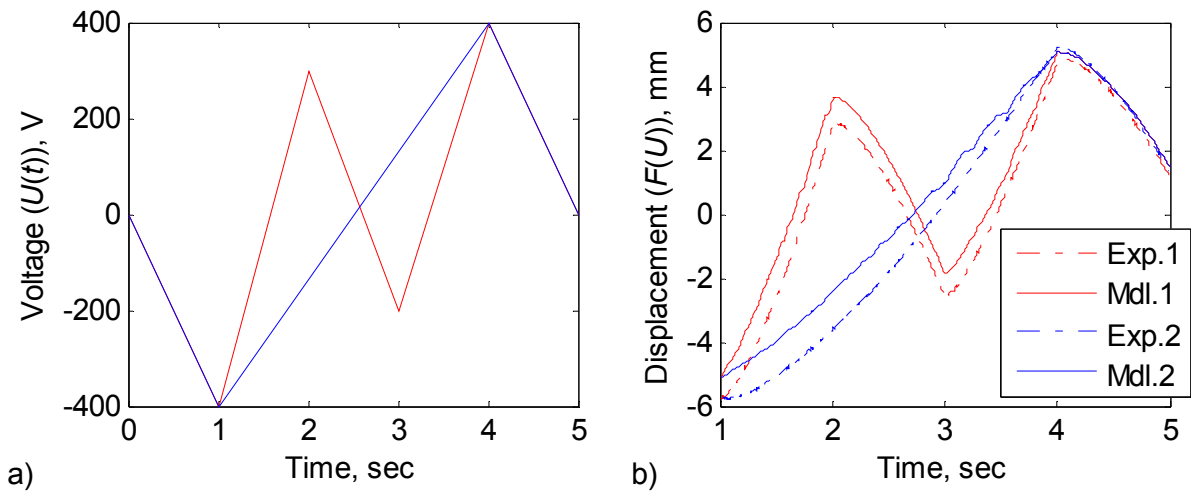 400
200
0
-200
-400
0
1
2
3
4
5
Voltage (U(t)), V
Time, sec
a)
6
4
2
0
-2
-4
-6
1
2
3
4
5
Displacement (F(U)), mm
Time, sec
b)
Exp.1
Mdl.1
Exp.2
Mdl.2